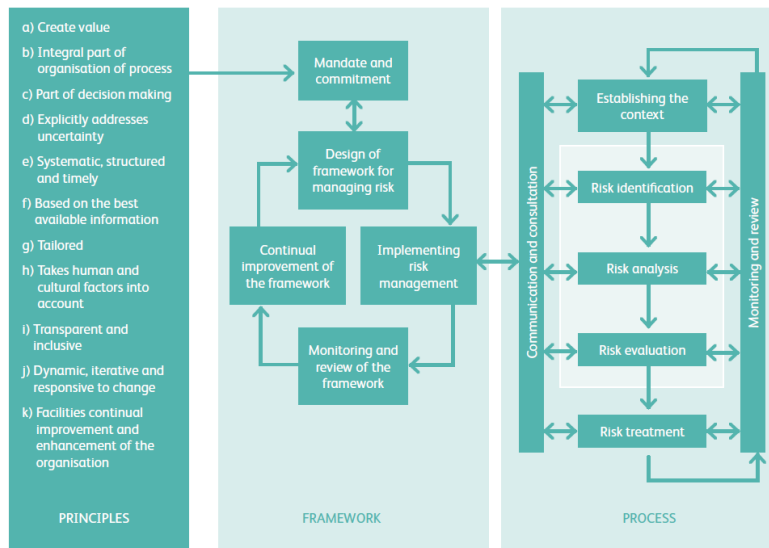 a) Create value
b) Integral part of
organisation of process
c) Part of decision making
d) Explicitly addresses
uncertainty
e) Systematic, structured
and timely
f) Based on the best
available information
g) Tailored
h) Takes human and
cultural factors into
account
i) Transparent and
inclusive
j) Dynamic, iterative and
responsive to change
k) Facilities continual
improvement and
enhancement of the
organisation
PRINCIPLES
Mandate and
commitment
Design of
framework for
managing risk
Continual
improvement of
the framework
Implementing
risk
management
Monitoring and
review of the
framework
FRAMEWORK
Communication and consultation
Establishing the
context
Risk identification
Risk analysis
Risk evaluation
Risk treatment
Monitoring and review
PROCESS